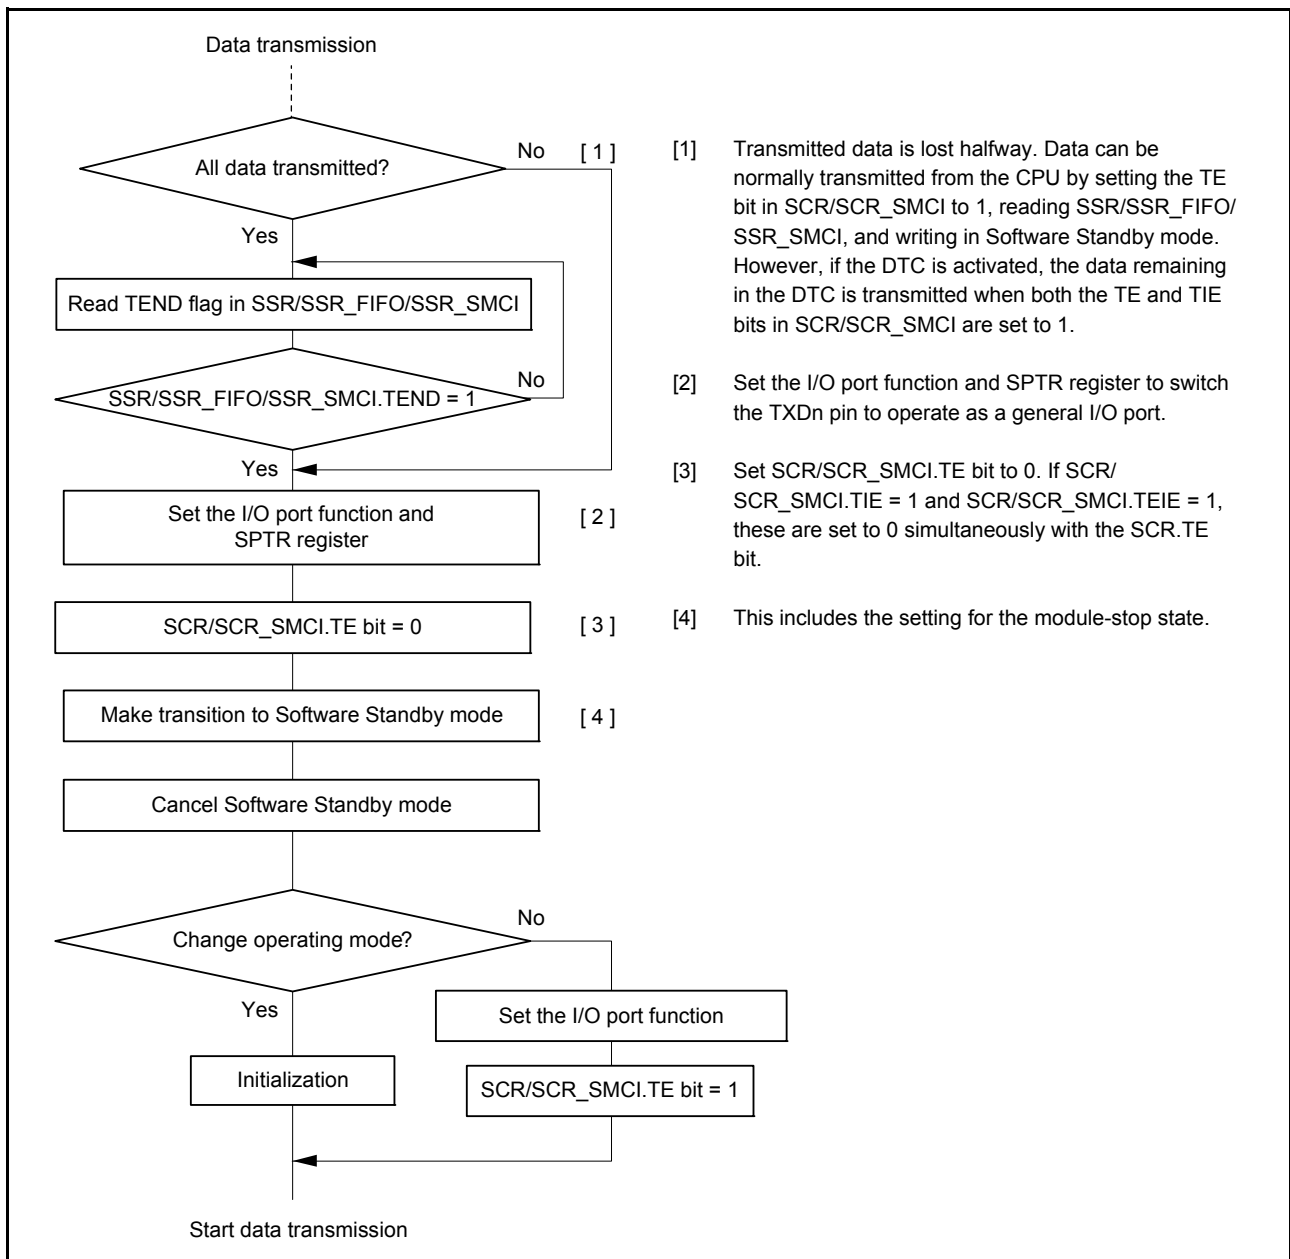 Data transmission
All data transmitted?
No
[ 1 ]
Yes
Read TEND flag in SSR/SSR_FIFO/SSR_SMCI
SSR/SSR_FIFO/SSR_SMCI.TEND = 1
No
Yes
Set the I/O port function and
SPTR register
[ 2 ]
SCR/SCR_SMCI.TE bit = 0
[ 3 ]
Make transition to Software Standby mode
[ 4 ]
Cancel Software Standby mode
Change operating mode?
No
Yes
Set the I/O port function
Initialization
SCR/SCR_SMCI.TE bit = 1
Start data transmission
[1] Transmitted data is lost halfway. Data can be
normally transmitted from the CPU by setting the TE
bit in SCR/SCR_SMCI to 1, reading SSR/SSR_FIFO/
SSR_SMCI, and writing in Software Standby mode.
However, if the DTC is activated, the data remaining
in the DTC is transmitted when both the TE and TIE
bits in SCR/SCR_SMCI are set to 1.
[2] Set the I/O port function and SPTR register to switch
the TXDn pin to operate as a general I/O port.
[3] Set SCR/SCR_SMCI.TE bit to 0. If SCR/
SCR_SMCI.TIE = 1 and SCR/SCR_SMCI.TEIE = 1,
these are set to 0 simultaneously with the SCR.TE
bit.
[4] This includes the setting for the module-stop state.